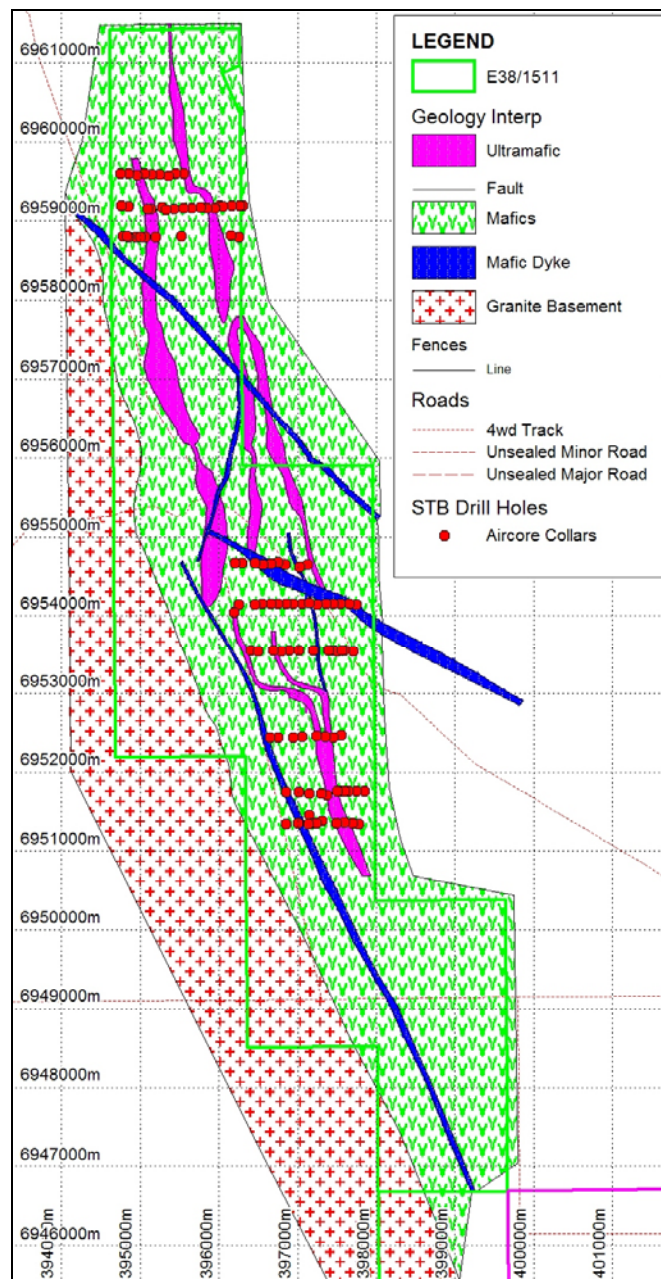 6961000m
6960000m
6959000m
6958000m
6957000m
6956000m
6955000m
6954000m
6953000m
6952000m
6951000m
6950000m
6949000m
6948000m
6947000m
6946000m
394000m
395000m
396000m
397000m
398000m
399000m
400000m
401000m
LEGEND
E38/1511
Geology Interp
Ultramafic
Fault
Mafics
Mafic Dyke
Granite Basement
Fences
Line
Roads
4wd Track
Unsealed Minor Road
Unsealed Major Road
STB Drill Holes
Aircore Collars